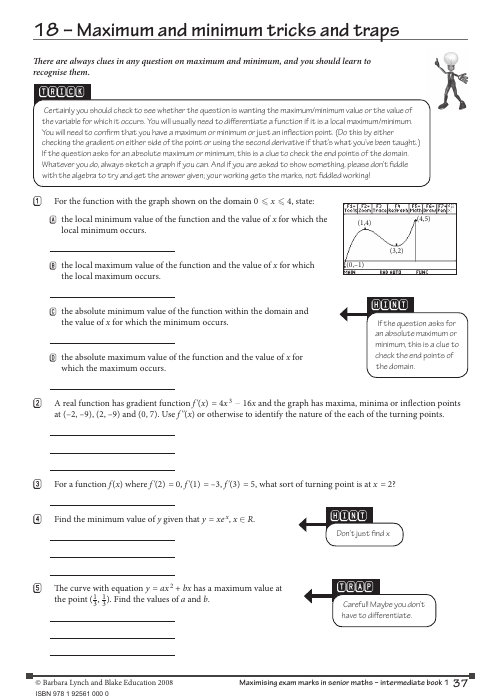 18 – Maximum and minimum tricks and traps
There are always clues in any question on maximum and minimum, and you should learn to
recognise them.
TRICK
Certainly you should check to see whether the question is wanting the maximum/minimum value or the value of
the variable for which it occurs. You will usually need to differentiate a function if it is a local maximum/minimum.
You will need to confirm that you have a maximum or minimum or just an inflection point. (Do this by either
checking the gradient on either side of the point or using the second derivative if that's what you've been taught.)
If the question asks for an absolute maximum or minimum, this is a clue to check the end points of the domain.
Whatever you do, always sketch a graph if you can. And if you are asked to show something, please don't fiddle
with the algebra to try and get the answer given; your working gets the marks, not fiddled working!
1 For the function with the graph shown on the domain 0 ⩽ x ⩽ 4, state:
A the local minimum value of the function and the value of x for which the
local minimum occurs.
B the local maximum value of the function and the value of x for which
the local maximum occurs.
C the absolute minimum value of the function within the domain and
the value of x for which the minimum occurs.
D the absolute maximum value of the function and the value of x for
which the maximum occurs.
(1,4)
(4,5)
(3,2)
(0,–1)
MAIN RAD AUTO FUNC
HINT
If the question asks for
an absolute maximum or
minimum, this is a clue to
check the end points of
the domain.
2 A real function has gradient function f'(x) = 4x³ – 16x and the graph has maxima, minima or inflection points
at (–2, –9), (2, –9) and (0, 7). Use f''(x) or otherwise to identify the nature of the each of the turning points.
3 For a function f(x) where f'(2) = 0, f'(1) = –3, f'(3) = 5, what sort of turning point is at x = 2?
4 Find the minimum value of y given that y = xeˣ, x ∈ R.
HINT
Don't just find x
5 The curve with equation y = ax² + bx has a maximum value at
the point (1/3, 1/3). Find the values of a and b.
TRAP
Careful! Maybe you don't
have to differentiate.
© Barbara Lynch and Blake Education 2008
Maximising exam marks in senior maths – intermediate book 1 37
ISBN 978 1 92561 000 0